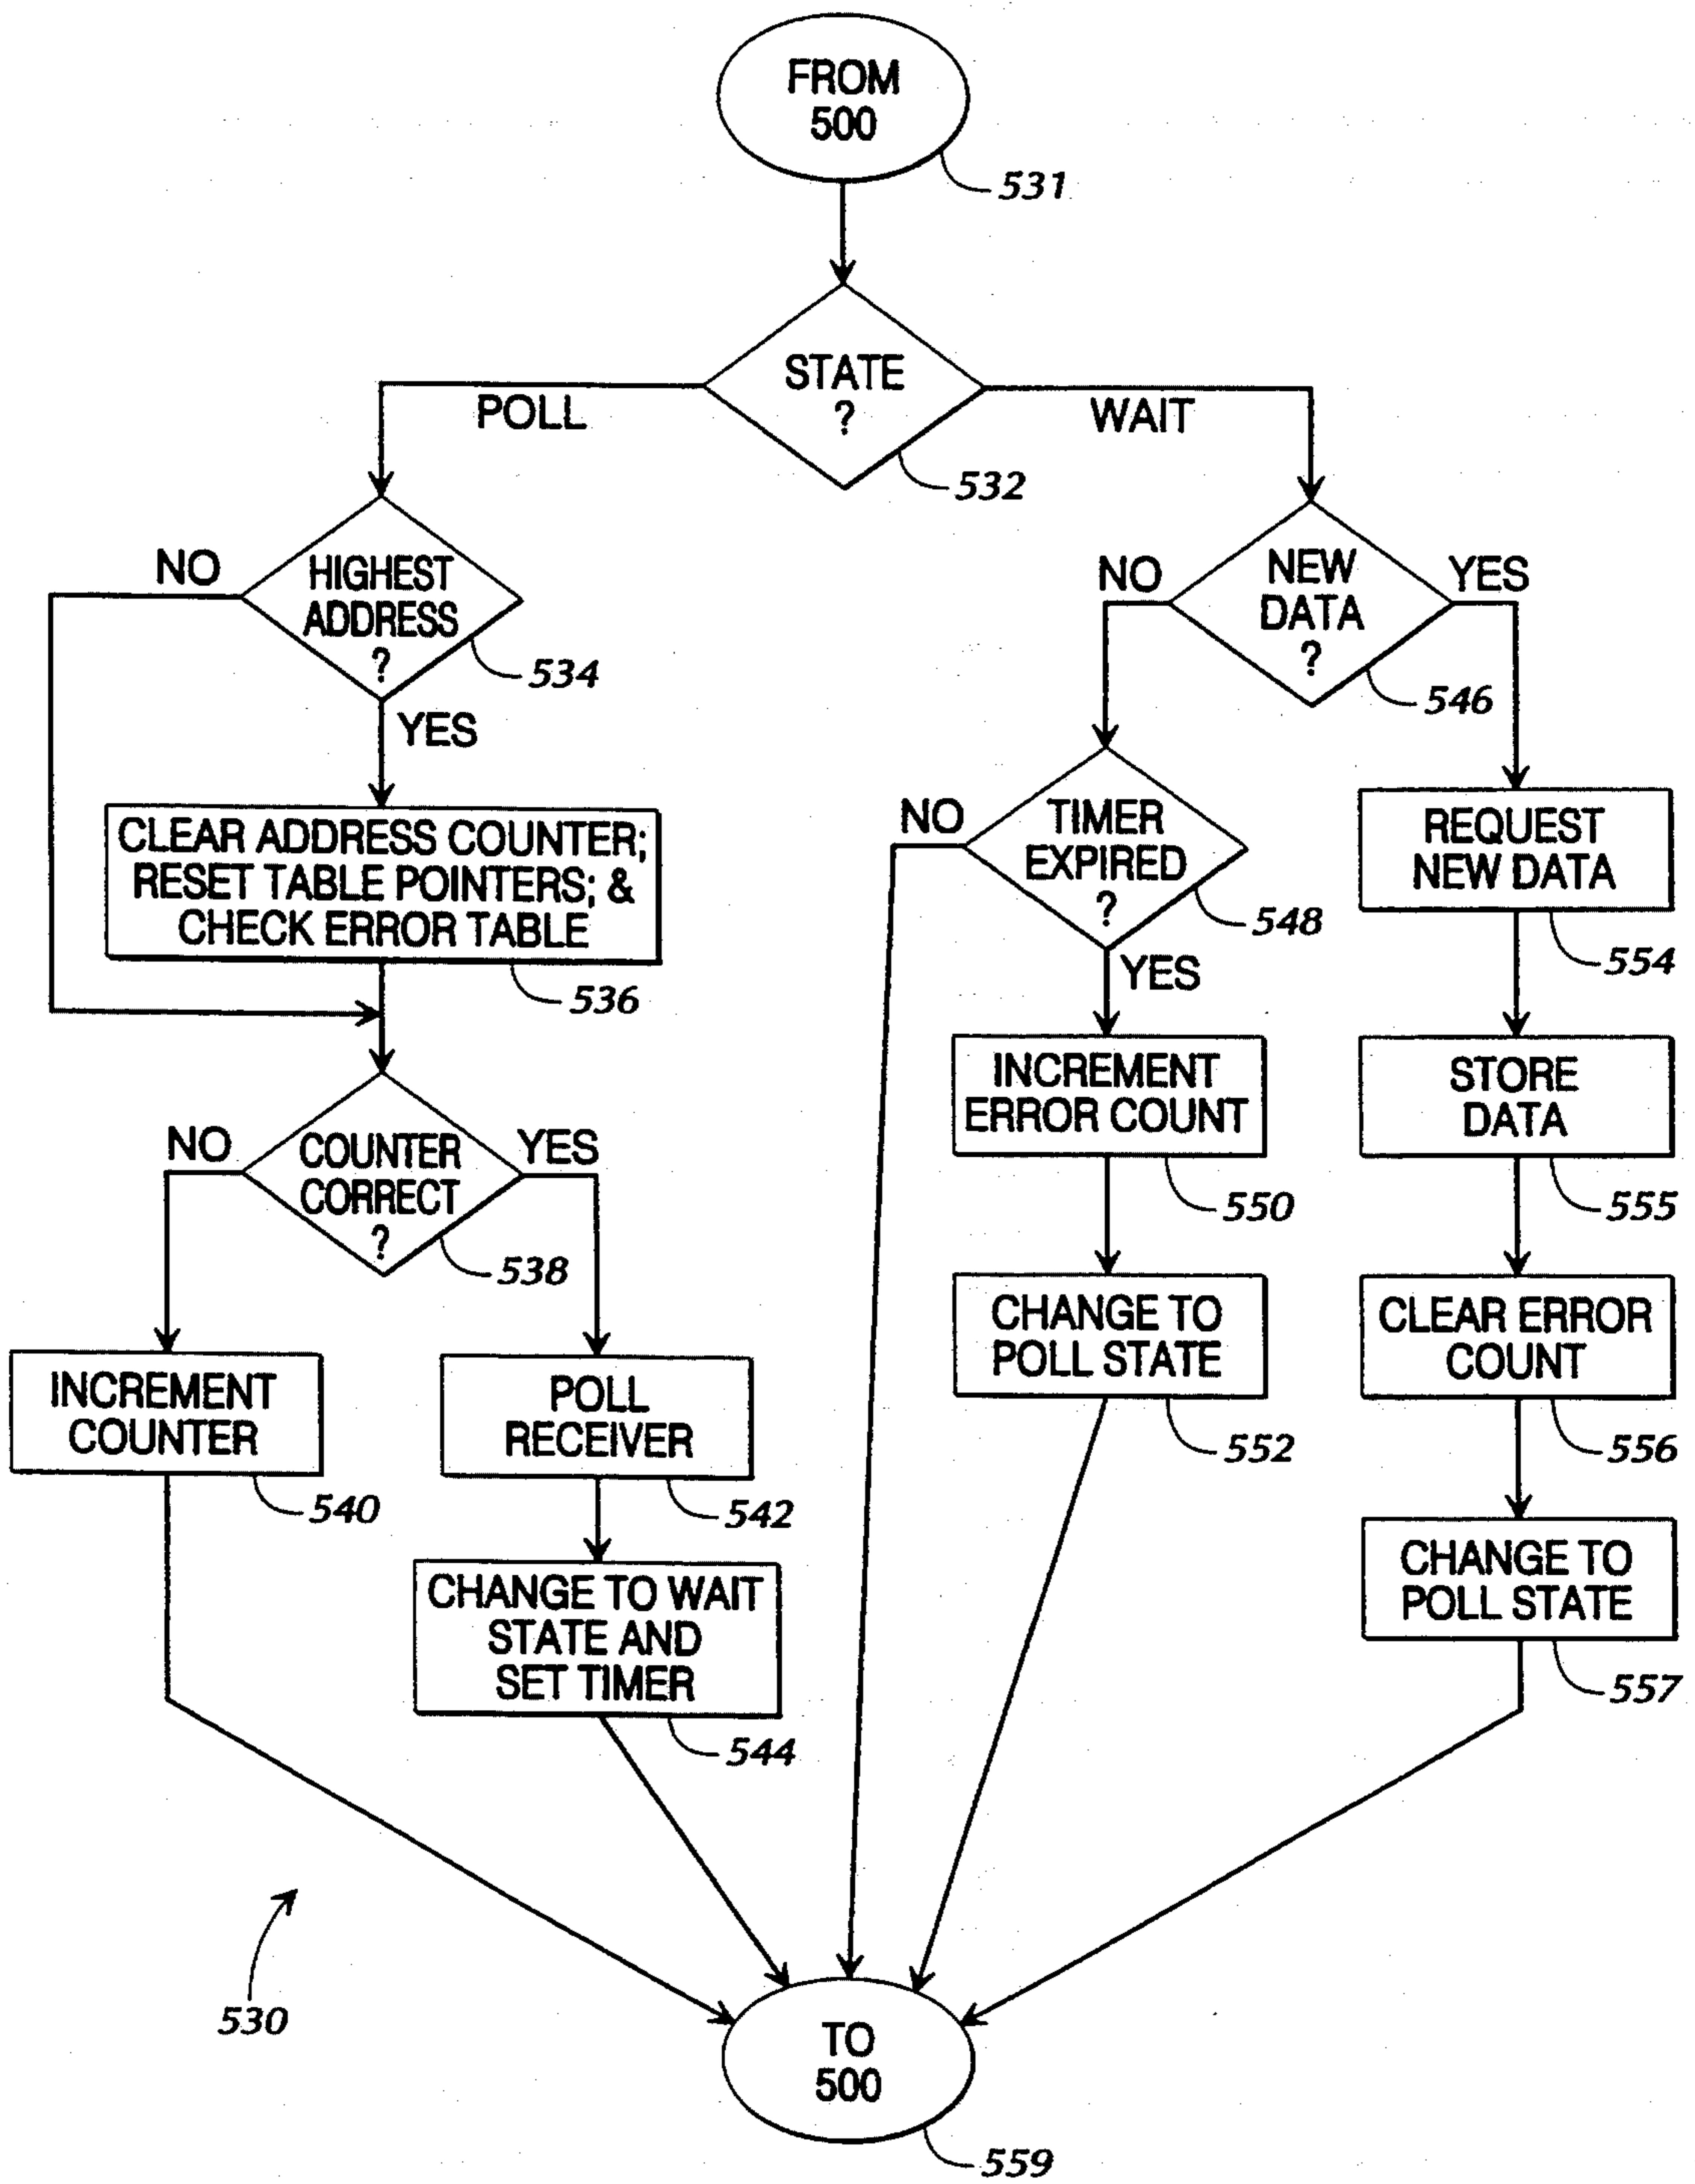 FROM
500
531
STATE
?
532
POLL
WAIT
HIGHEST
ADDRESS
?
534
NO
YES
CLEAR ADDRESS COUNTER;
RESET TABLE POINTERS; &
CHECK ERROR TABLE
536
COUNTER
CORRECT
?
538
NO
YES
INCREMENT
COUNTER
540
POLL
RECEIVER
542
CHANGE TO WAIT
STATE AND
SET TIMER
544
NEW
DATA
?
546
NO
YES
TIMER
EXPIRED
?
548
NO
YES
INCREMENT
ERROR COUNT
550
CHANGE TO
POLL STATE
552
REQUEST
NEW DATA
554
STORE
DATA
555
CLEAR ERROR
COUNT
556
CHANGE TO
POLL STATE
557
530
TO
500
559